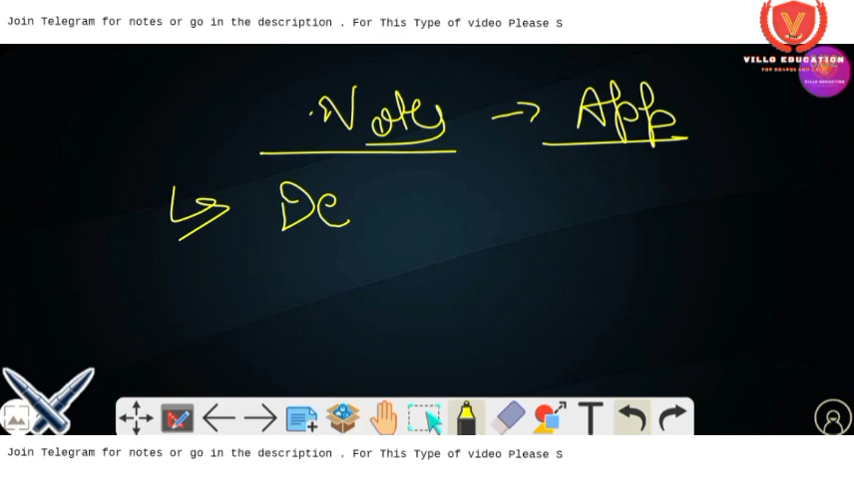 Join Telegram for notes or go in the description . For This Type of video Please S
VILLO EDUCATION
Notes → App
↳ De
Join Telegram for notes or go in the description . For This Type of video Please S